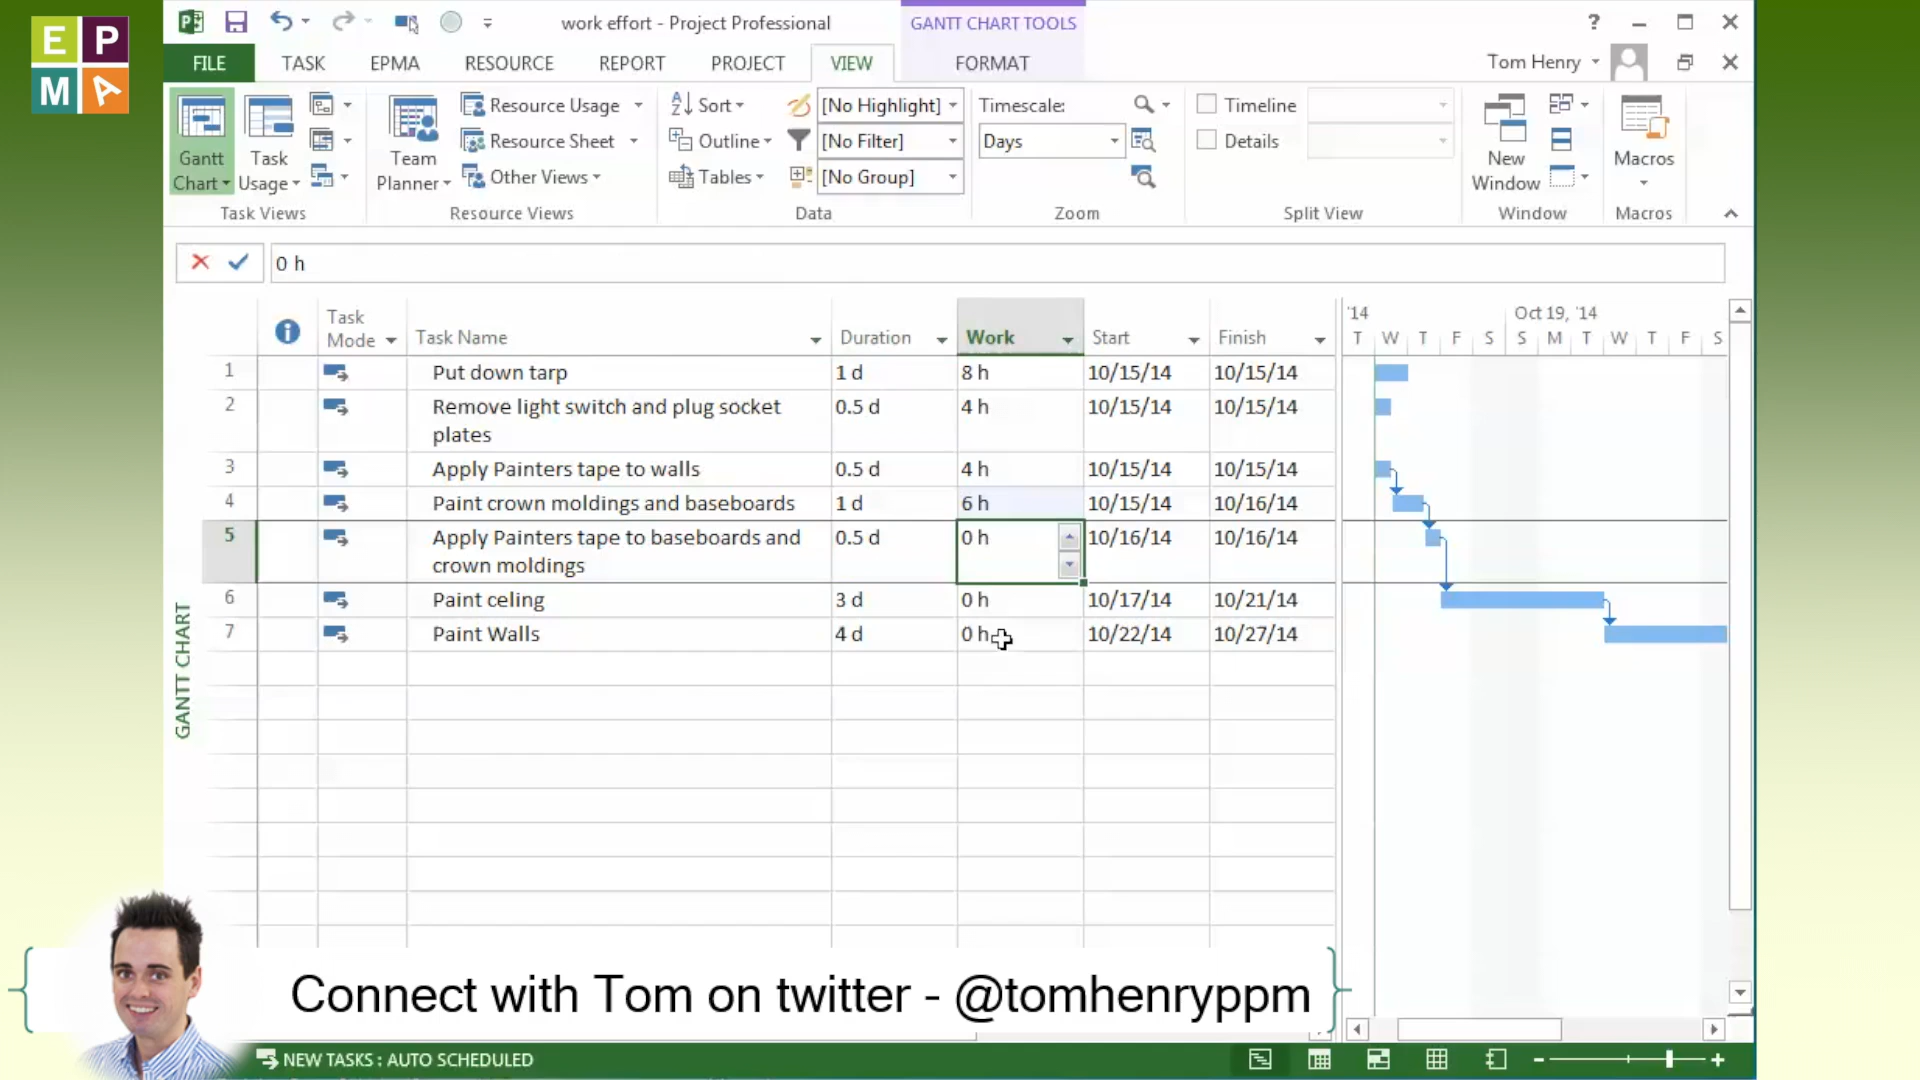 E P
M A
work effort - Project Professional
GANTT CHART TOOLS
?
FILE TASK EPMA RESOURCE REPORT PROJECT VIEW FORMAT
Tom Henry
Gantt
Chart
Task
Usage
Team
Planner
Resource Usage
Resource Sheet
Other Views
Sort
Outline
Tables
[No Highlight]
[No Filter]
[No Group]
Timescale:
Days
Timeline
Details
New
Window
Macros
Task Views Resource Views Data Zoom Split View Window Macros
0 h
Task
Mode
Task Name Duration Work Start Finish
'14 Oct 19, '14
T W T F S S M T W T F S
1 Put down tarp 1 d 8 h 10/15/14 10/15/14
2 Remove light switch and plug socket 0.5 d 4 h 10/15/14 10/15/14
plates
3 Apply Painters tape to walls 0.5 d 4 h 10/15/14 10/15/14
4 Paint crown moldings and baseboards 1 d 6 h 10/15/14 10/16/14
5 Apply Painters tape to baseboards and 0.5 d 0 h 10/16/14 10/16/14
crown moldings
6 Paint celing 3 d 0 h 10/17/14 10/21/14
7 Paint Walls 4 d 0 h 10/22/14 10/27/14
GANTT CHART
Connect with Tom on twitter - @tomhenryppm
NEW TASKS : AUTO SCHEDULED